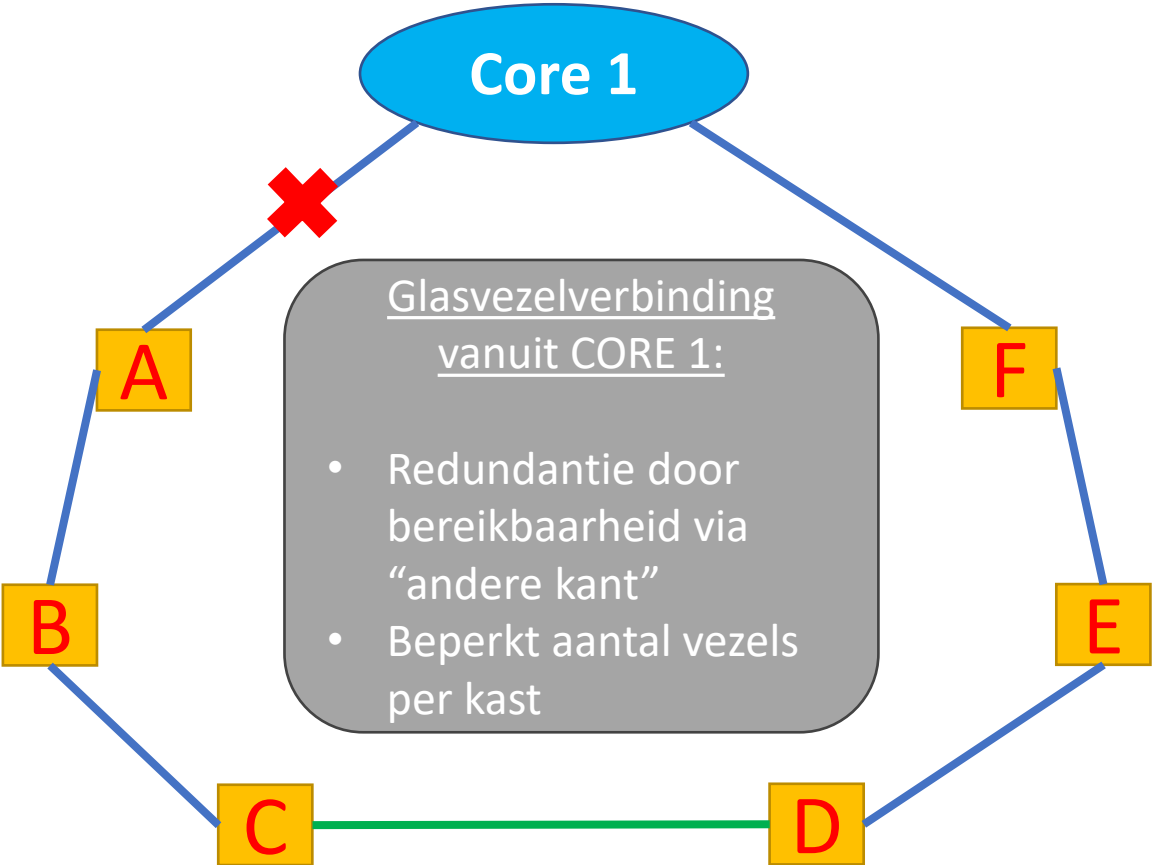 Core 1
Glasvezelverbinding
vanuit CORE 1:
A
F
• Redundantie door
bereikbaarheid via
“andere kant”
• Beperkt aantal vezels
per kast
B
E
C
D